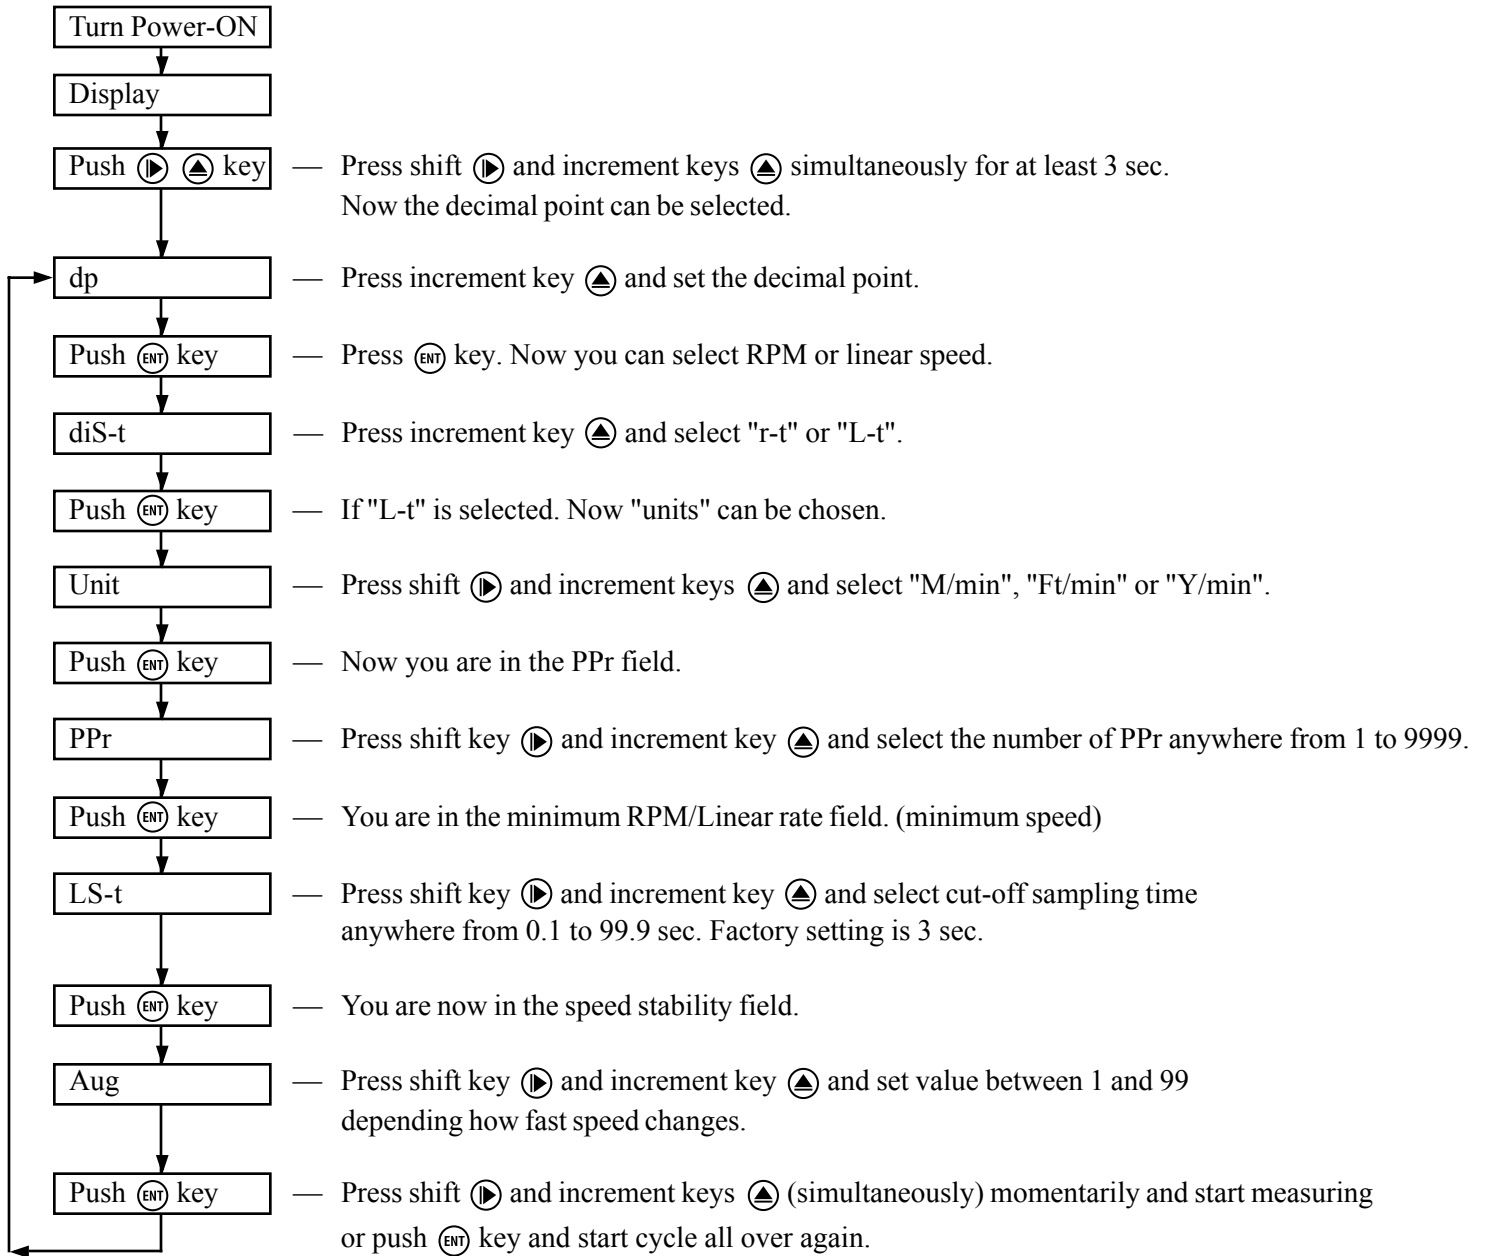 Turn Power-ON
Display
Push key — Press shift and increment keys simultaneously for at least 3 sec.
Now the decimal point can be selected.
dp — Press increment key and set the decimal point.
Push ENT key — Press ENT key. Now you can select RPM or linear speed.
diS-t — Press increment key and select "r-t" or "L-t".
Push ENT key — If "L-t" is selected. Now "units" can be chosen.
Unit — Press shift and increment keys and select "M/min", "Ft/min" or "Y/min".
Push ENT key — Now you are in the PPr field.
PPr — Press shift key and increment key and select the number of PPr anywhere from 1 to 9999.
Push ENT key — You are in the minimum RPM/Linear rate field. (minimum speed)
LS-t — Press shift key and increment key and select cut-off sampling time
anywhere from 0.1 to 99.9 sec. Factory setting is 3 sec.
Push ENT key — You are now in the speed stability field.
Aug — Press shift key and increment key and set value between 1 and 99
depending how fast speed changes.
Push ENT key — Press shift and increment keys (simultaneously) momentarily and start measuring
or push ENT key and start cycle all over again.